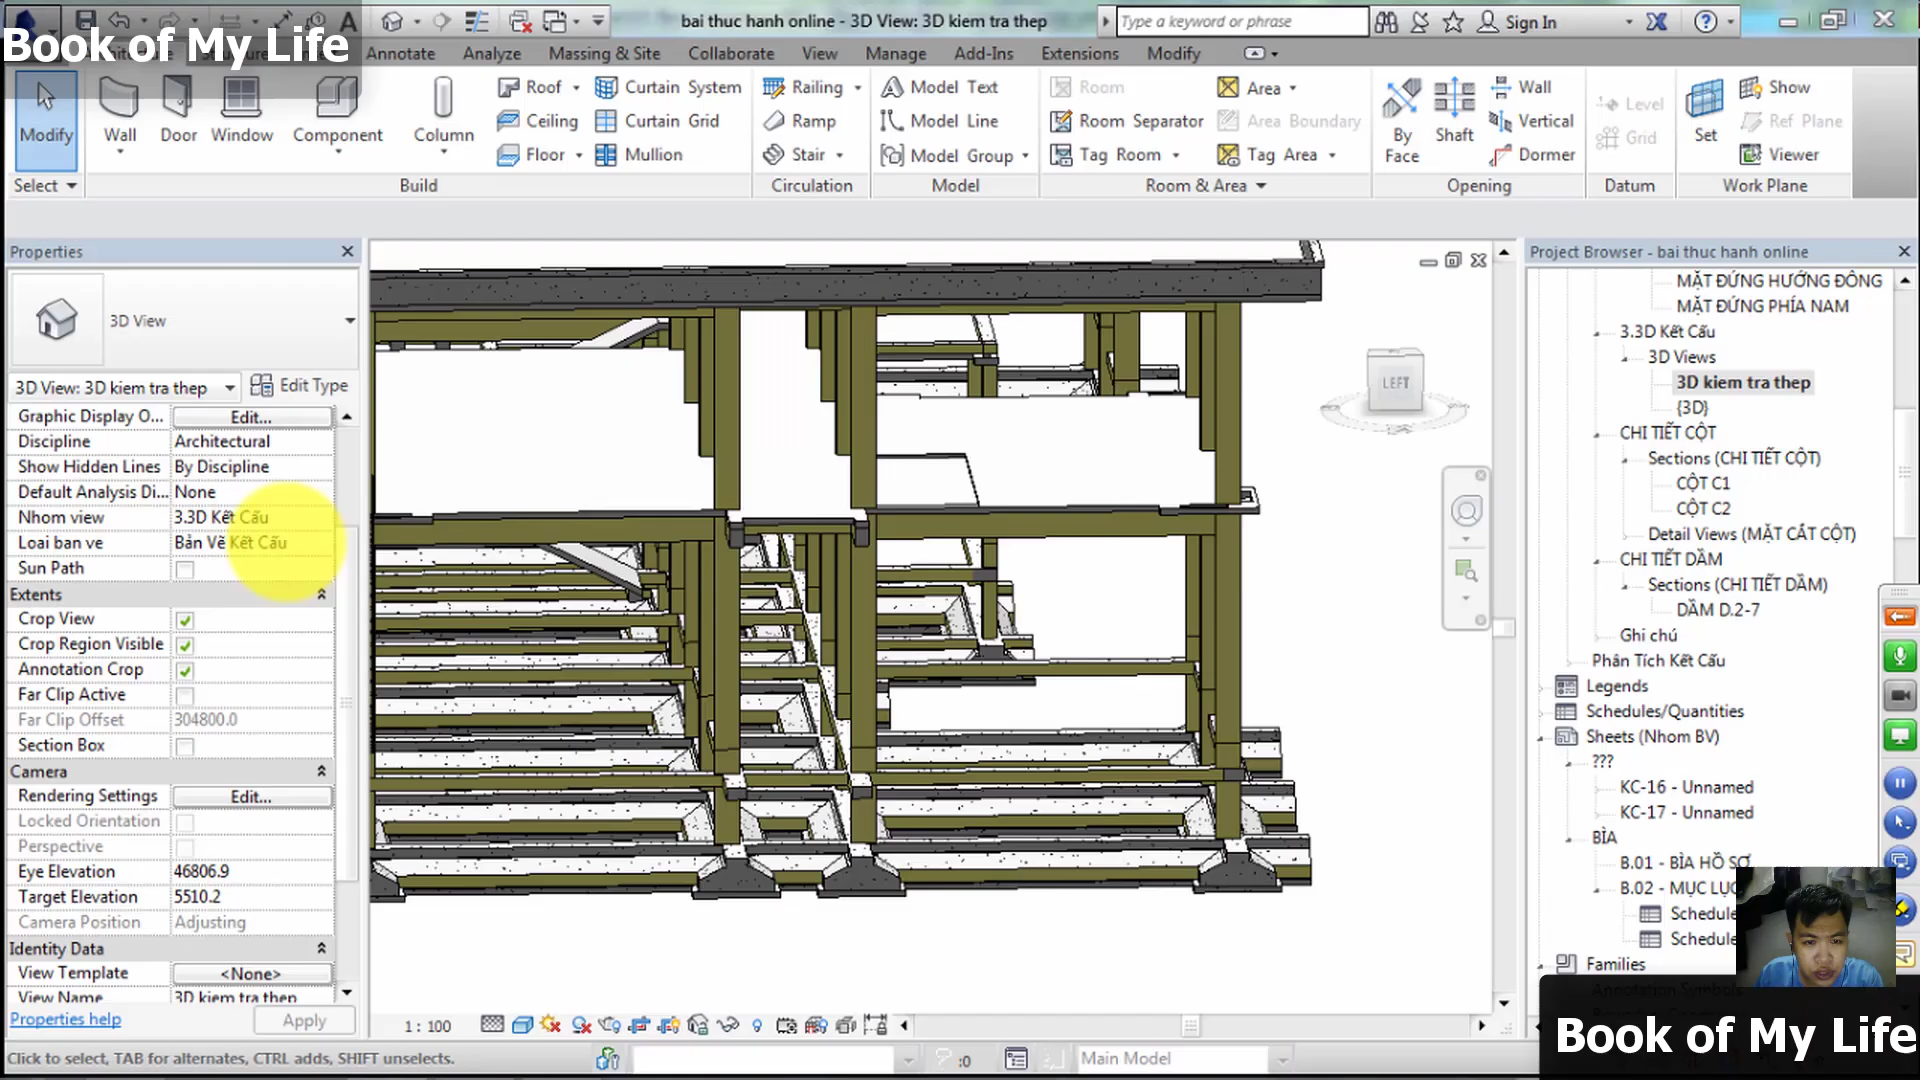 bai thuc hanh online - 3D View: 3D kiem tra thep
Type a keyword or phrase
Sign In
Book of My Life
Annotate
Analyze
Massing & Site
Collaborate
View
Manage
Add-Ins
Extensions
Modify
Modify
Wall
Door
Window
Component
Column
Roof
Ceiling
Floor
Curtain System
Curtain Grid
Mullion
Railing
Ramp
Stair
Model Text
Model Line
Model Group
Room
Room Separator
Tag Room
Area
Area Boundary
Tag Area
By Face
Shaft
Wall
Vertical
Dormer
Level
Grid
Set
Show
Ref Plane
Viewer
Select
Build
Circulation
Model
Room & Area
Opening
Datum
Work Plane
Properties
3D View
3D View: 3D kiem tra thep
Edit Type
Graphic Display O... Edit...
Discipline Architectural
Show Hidden Lines By Discipline
Default Analysis Di... None
Nhom view 3.3D Kết Cấu
Loai ban ve Bản Vẽ Kết Cấu
Sun Path
Extents
Crop View
Crop Region Visible
Annotation Crop
Far Clip Active
Far Clip Offset 304800.0
Section Box
Camera
Rendering Settings Edit...
Locked Orientation
Perspective
Eye Elevation 46806.9
Target Elevation 5510.2
Camera Position Adjusting
Identity Data
View Template <None>
View Name 3D kiem tra thep
Properties help
Apply
LEFT
1 : 100
Project Browser - bai thuc hanh online
MẶT ĐỨNG HƯỚNG ĐÔNG
MẶT ĐỨNG PHÍA NAM
3.3D Kết Cấu
3D Views
3D kiem tra thep
{3D}
CHI TIẾT CỘT
Sections (CHI TIẾT CỘT)
CỘT C1
CỘT C2
Detail Views (MẶT CẮT CỘT)
CHI TIẾT DẦM
Sections (CHI TIẾT DẦM)
DẦM D.2-7
Ghi chú
Phân Tích Kết Cấu
Legends
Schedules/Quantities
Sheets (Nhom BV)
???
KC-16 - Unnamed
KC-17 - Unnamed
BÌA
B.01 - BÌA HỒ SƠ
B.02 - MỤC LỤC
Schedule
Schedule
Families
Annotation Symbols
Book of My Life
Click to select, TAB for alternates, CTRL adds, SHIFT unselects.
:0
Main Model